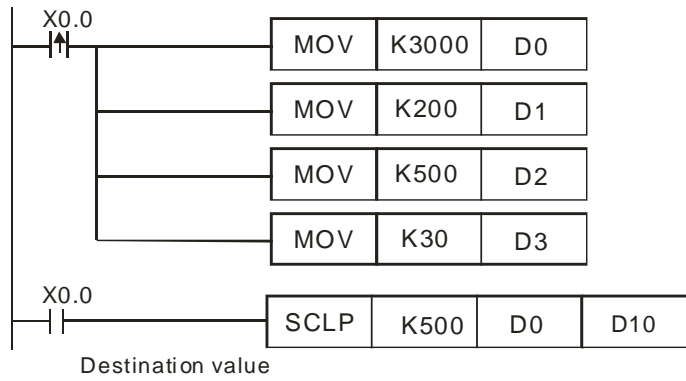 X0.0
MOV K3000 D0
MOV K200 D1
MOV K500 D2
MOV K30 D3
X0.0
SCLP K500 D0 D10
Destination value